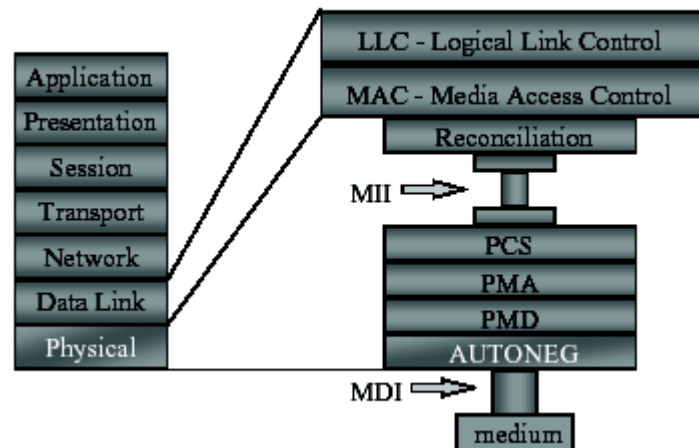 Application
Presentation
Session
Transport
Network
Data Link
Physical
LLC - Logical Link Control
MAC - Media Access Control
Reconciliation
MII
PCS
PMA
PMD
AUTONEG
MDI
medium